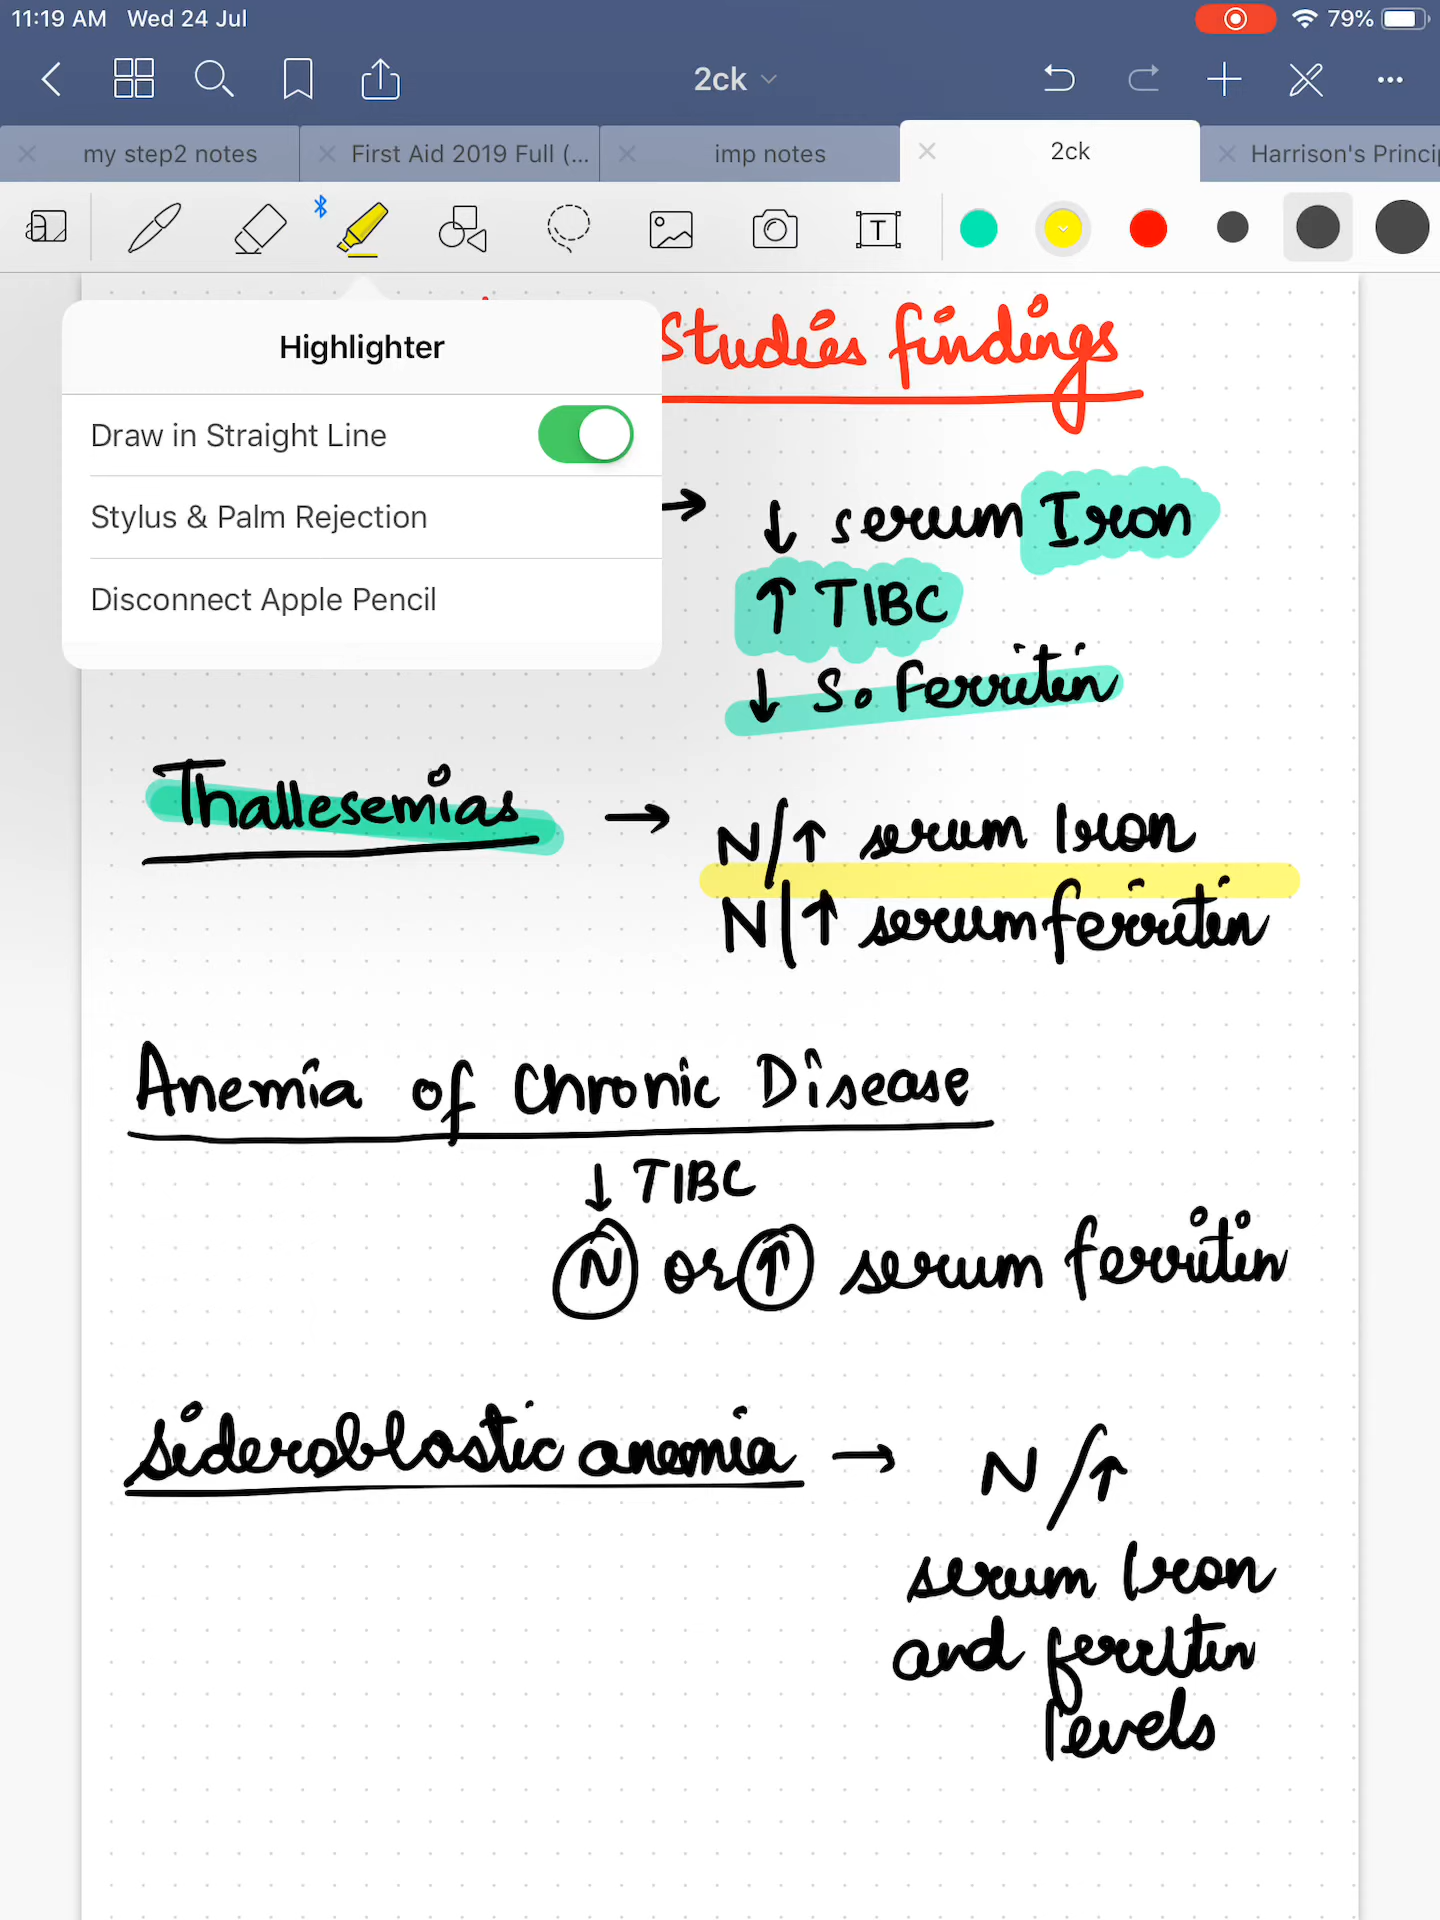 11:19 AM Wed 24 Jul
79%
2ck
my step2 notes
First Aid 2019 Full (...
imp notes
2ck
Harrison's Princi
T
Highlighter
Draw in Straight Line
Stylus & Palm Rejection
Disconnect Apple Pencil
Studies findings
→ ↓ serum Iron
↑ TIBC
↓ So Ferritin
Thallesemias → N/↑ serum Iron
N/↑ serum ferritin
Anemia of Chronic Disease
↓ TIBC
N or ↑ serum ferritin
sideroblastic anemia → N/↑
serum Iron
and ferritin
levels